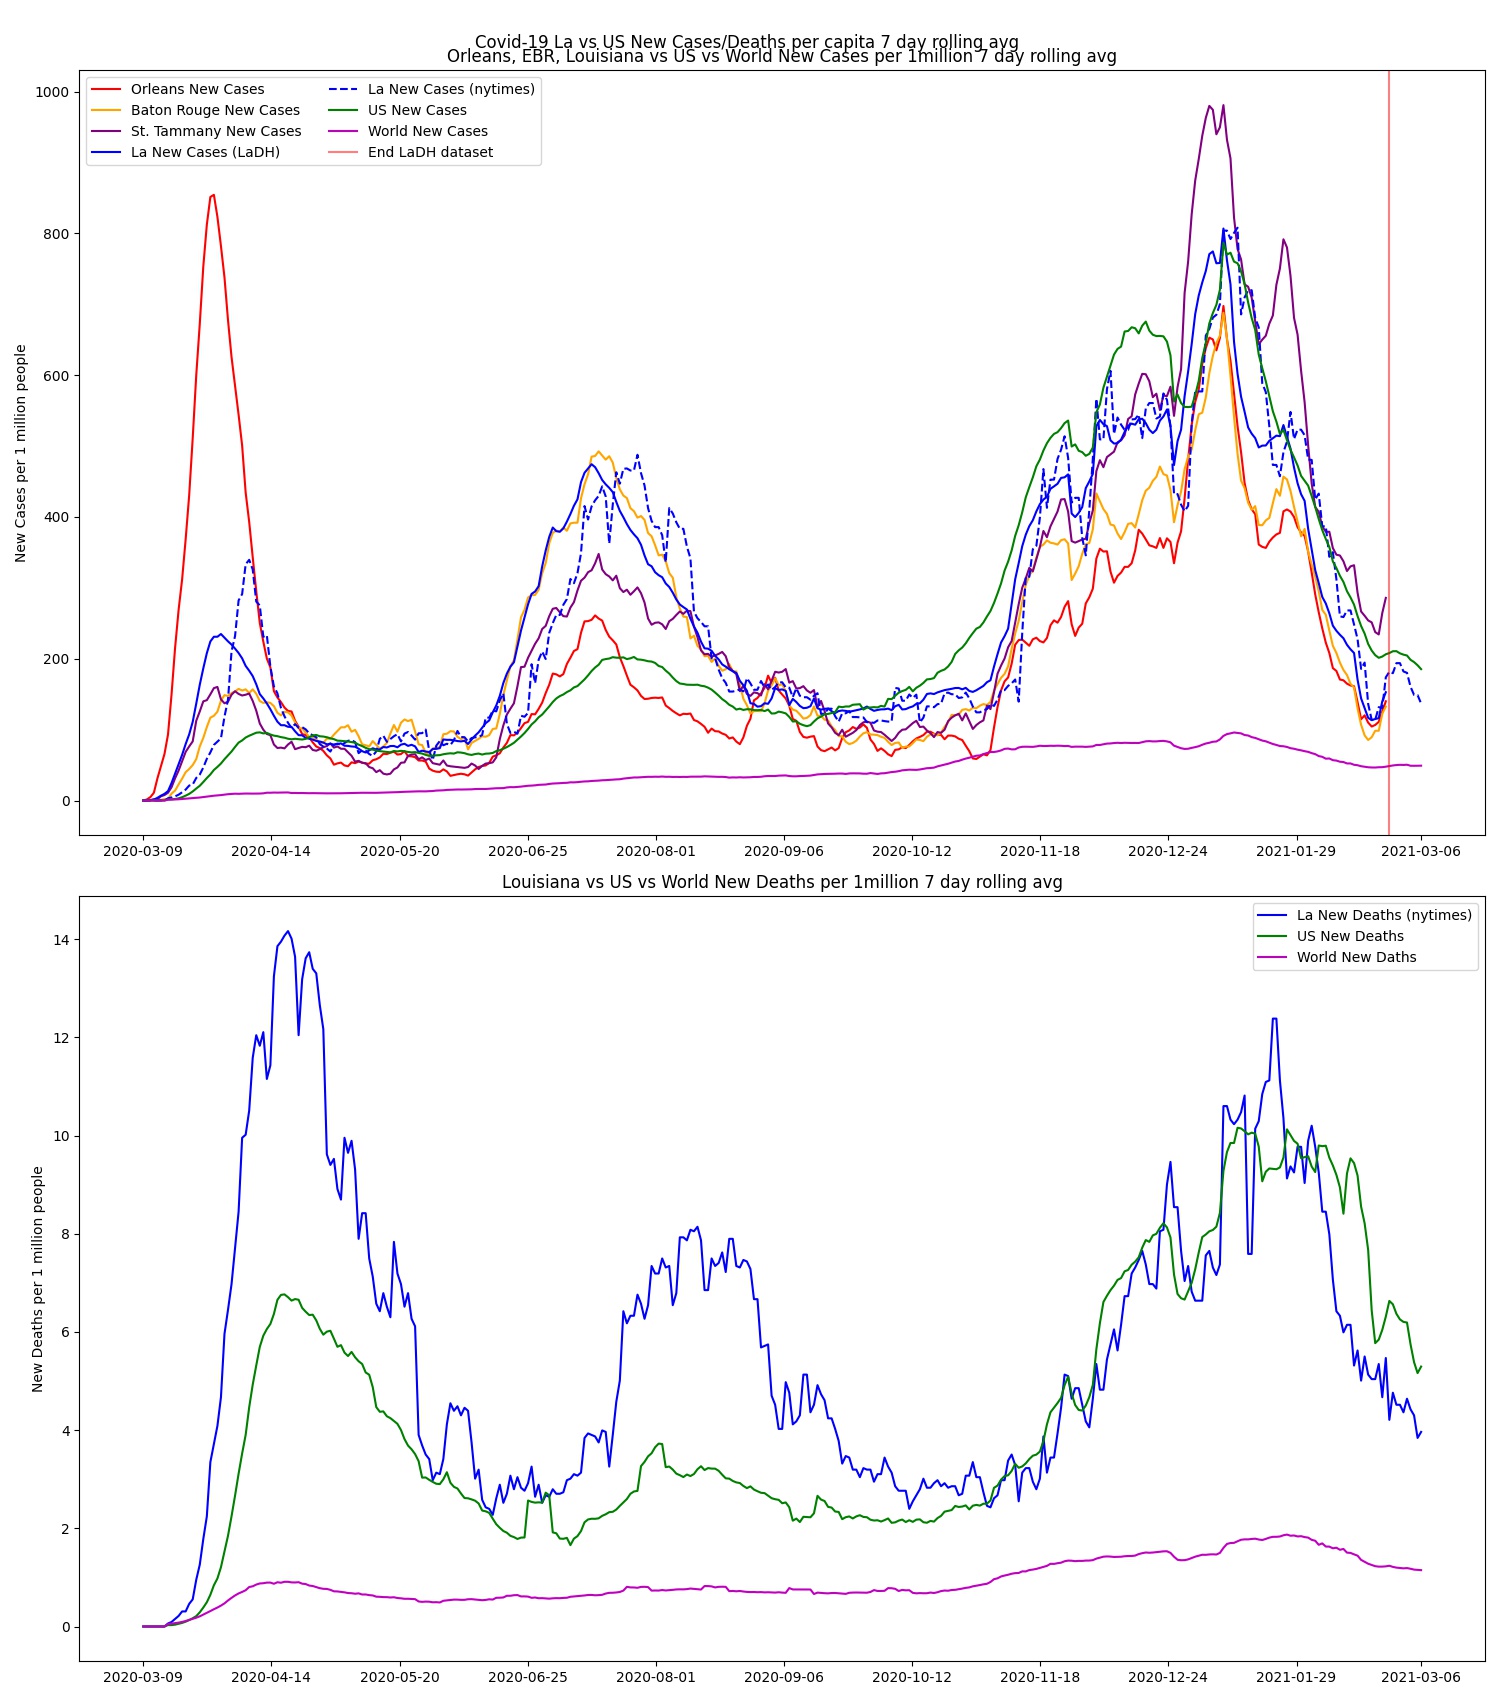 Covid-19 La vs US New Cases/Deaths per capita 7 day rolling avg
Orleans, EBR, Louisiana vs US vs World New Cases per 1million 7 day rolling avg
Orleans New Cases
Baton Rouge New Cases
St. Tammany New Cases
La New Cases (LaDH)
La New Cases (nytimes)
US New Cases
World New Cases
End LaDH dataset
New Cases per 1 million people
1000
800
600
400
200
0
2020-03-09 2020-04-14 2020-05-20 2020-06-25 2020-08-01 2020-09-06 2020-10-12 2020-11-18 2020-12-24 2021-01-29 2021-03-06
Louisiana vs US vs World New Deaths per 1million 7 day rolling avg
La New Deaths (nytimes)
US New Deaths
World New Daths
New Deaths per 1 million people
14
12
10
8
6
4
2
0
2020-03-09 2020-04-14 2020-05-20 2020-06-25 2020-08-01 2020-09-06 2020-10-12 2020-11-18 2020-12-24 2021-01-29 2021-03-06